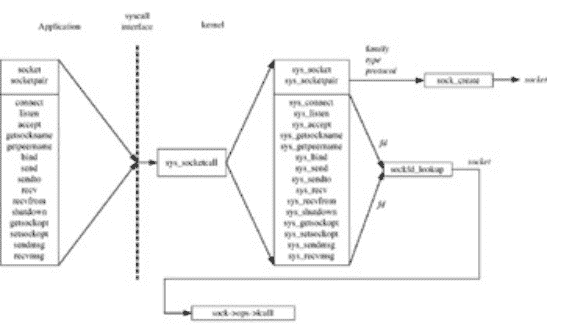 Application
syscall
interface
kernel
socket
socketpair
connect
listen
accept
getsockname
getpeername
bind
send
sendto
recv
recvfrom
shutdown
getsockopt
setsockopt
sendmsg
recvmsg
sys_socketcall
sys_socket
sys_socketpair
sys_connect
sys_listen
sys_accept
sys_getsockname
sys_getpeername
sys_bind
sys_send
sys_sendto
sys_recv
sys_recvfrom
sys_shutdown
sys_getsockopt
sys_setsockopt
sys_sendmsg
sys_recvmsg
family
type
protocol
sock_create
socket
fd
fd
sockfd_lookup
socket